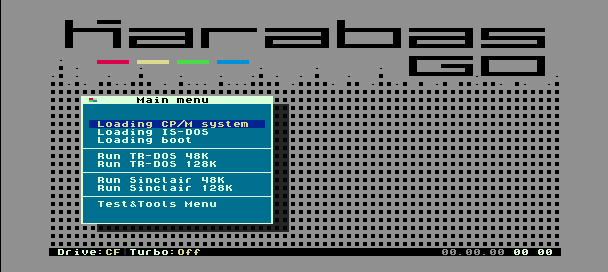 Karabas
GO
Main menu
Loading CP/M system
Loading IS-DOS
Loading boot
Run TR-DOS 48K
Run TR-DOS 128K
Run Sinclair 48K
Run Sinclair 128K
Test&Tools Menu
Drive:CF Turbo:Off 00.00.00 00 00